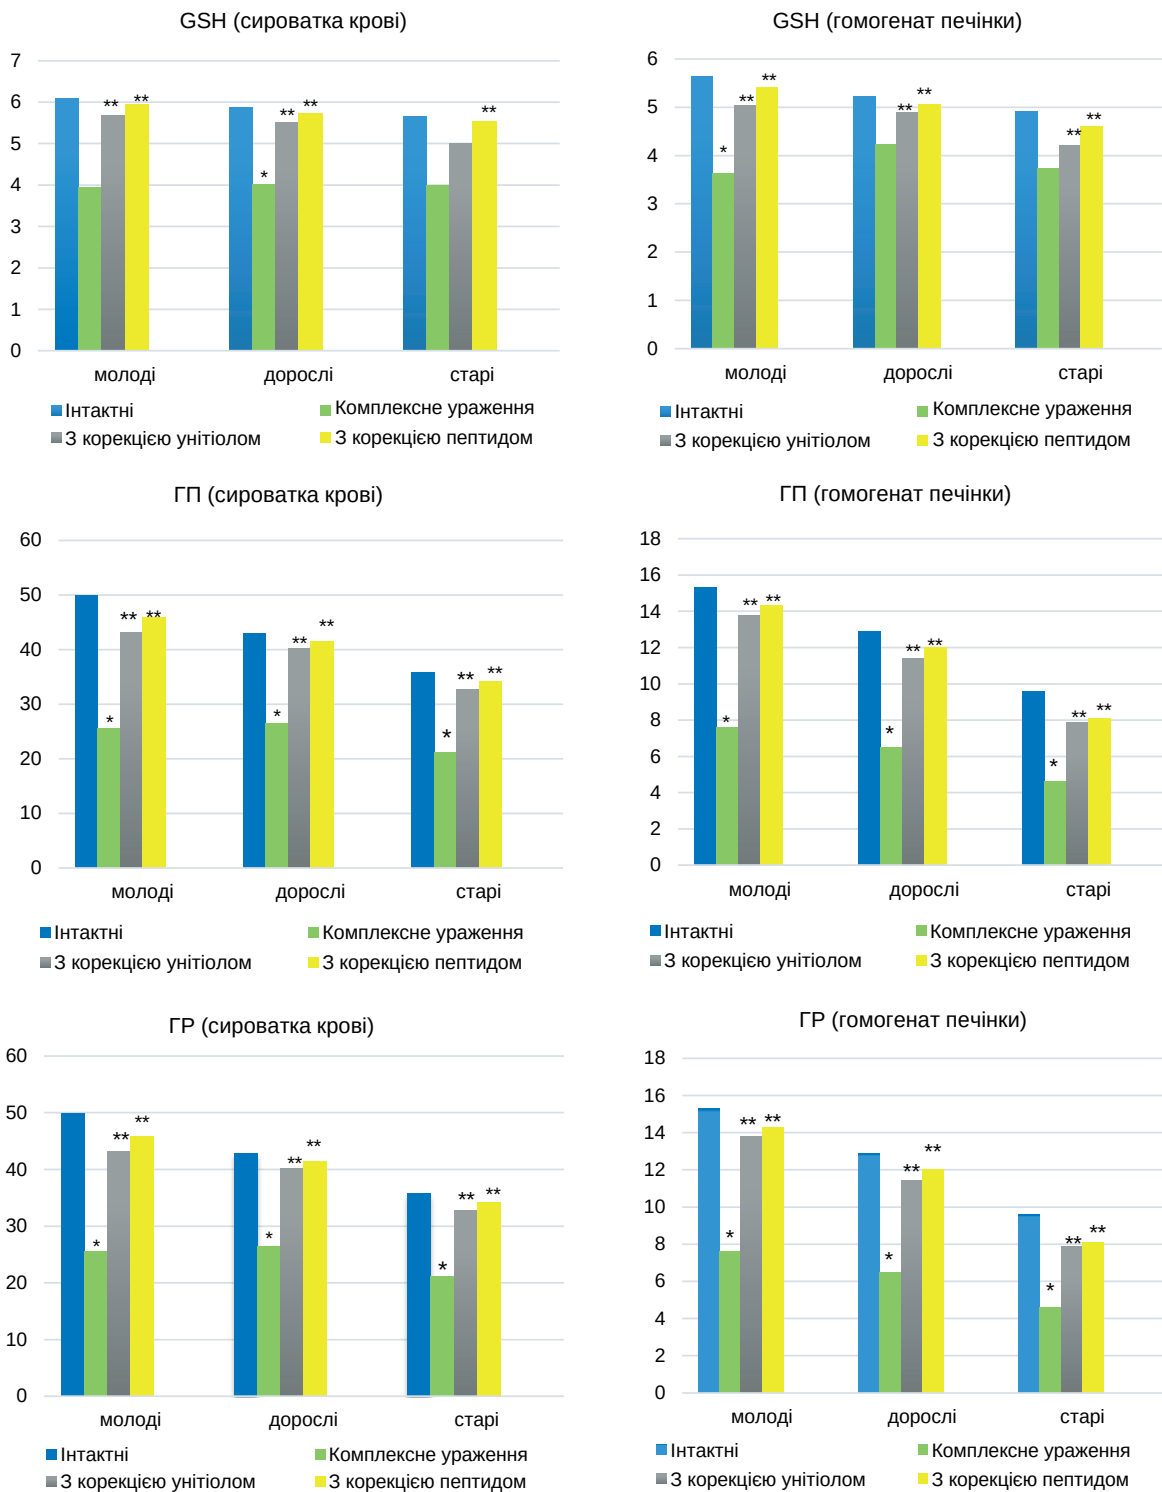 GSH (сироватка крові)
7
6
5
4
3
2
1
0
** ** * ** ** **
молоді дорослі старі
Інтактні Комплексне ураження
З корекцією унітіолом З корекцією пептидом
GSH (гомогенат печінки)
6
5
4
3
2
1
0
* ** ** ** ** ** **
молоді дорослі старі
Інтактні Комплексне ураження
З корекцією унітіолом З корекцією пептидом
ГП (сироватка крові)
60
50
40
30
20
10
0
* ** ** * ** ** * ** **
молоді дорослі старі
Інтактні Комплексне ураження
З корекцією унітіолом З корекцією пептидом
ГП (гомогенат печінки)
18
16
14
12
10
8
6
4
2
0
* ** ** * ** ** * ** **
молоді дорослі старі
Інтактні Комплексне ураження
З корекцією унітіолом З корекцією пептидом
ГР (сироватка крові)
60
50
40
30
20
10
0
* ** ** * ** ** * ** **
молоді дорослі старі
Інтактні Комплексне ураження
З корекцією унітіолом З корекцією пептидом
ГР (гомогенат печінки)
18
16
14
12
10
8
6
4
2
0
* ** ** * ** ** * ** **
молоді дорослі старі
Інтактні Комплексне ураження
З корекцією унітіолом З корекцією пептидом